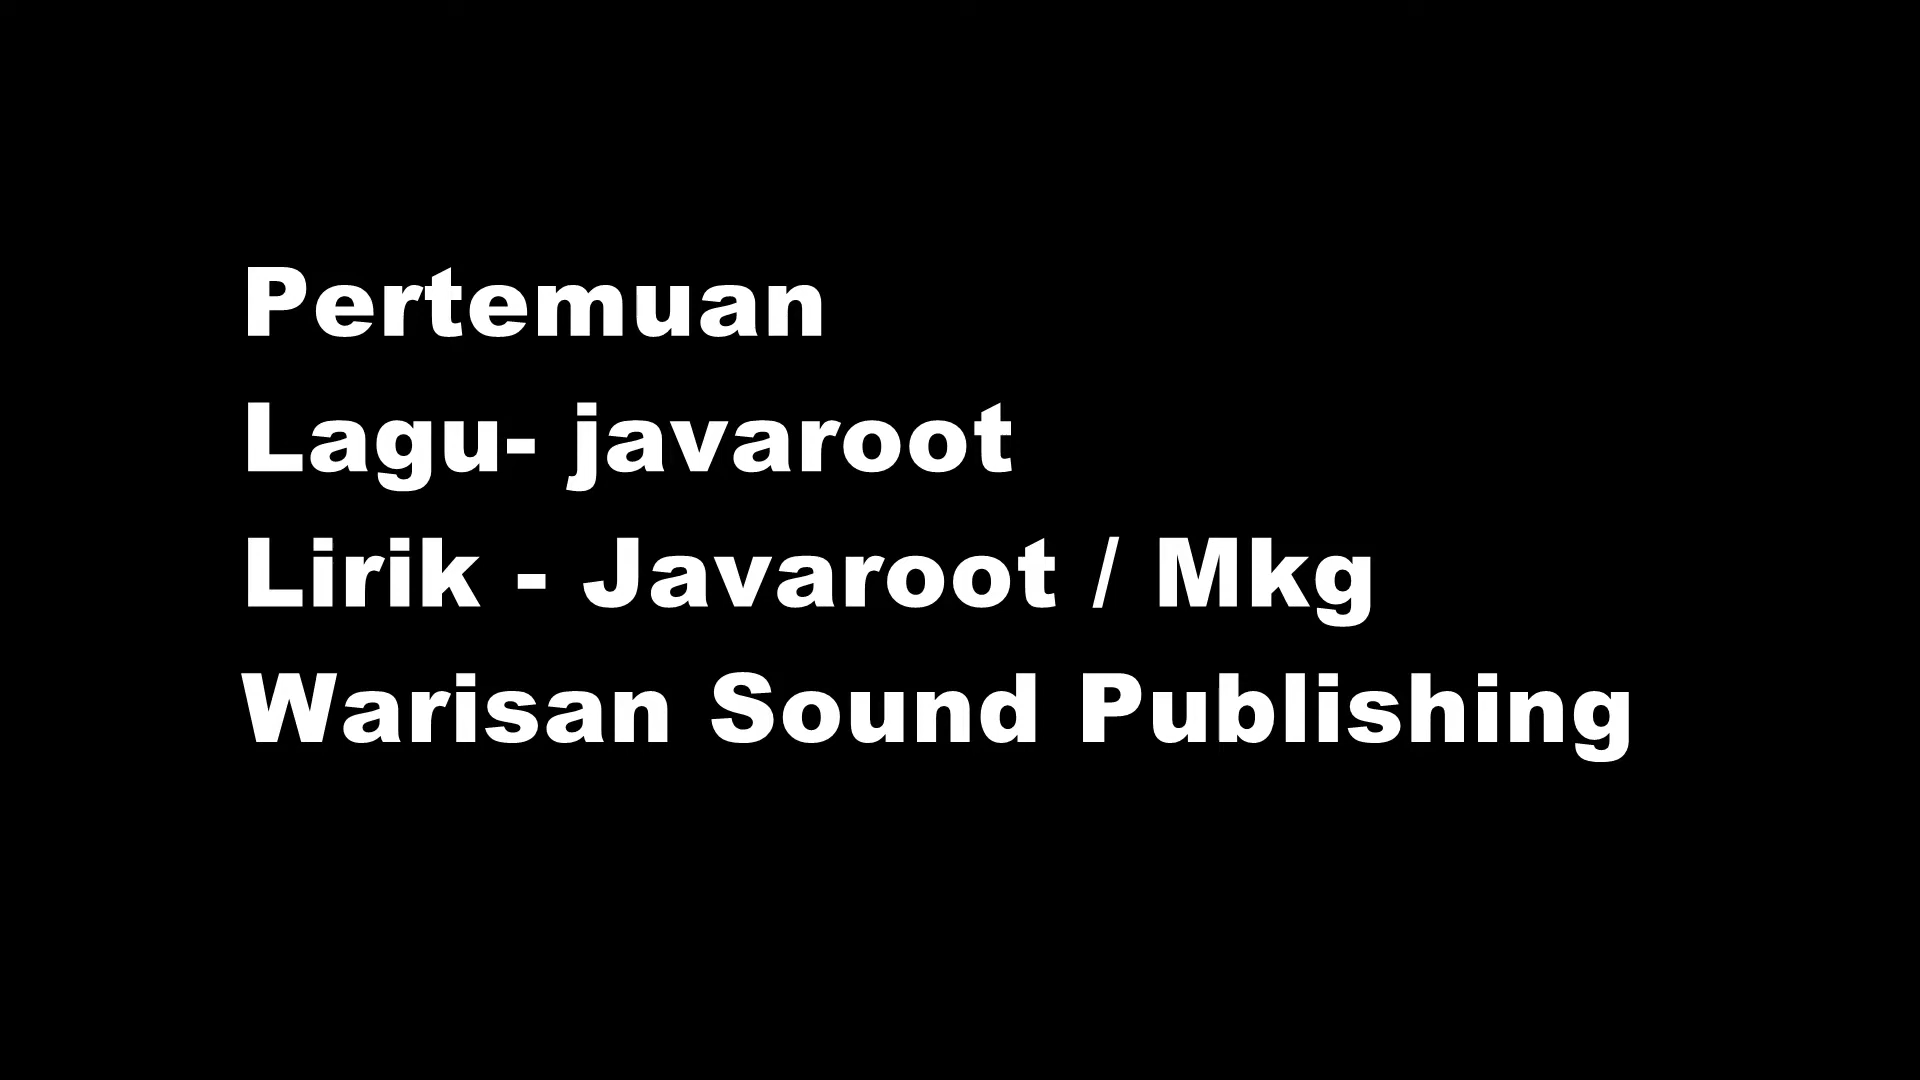 Pertemuan
Lagu- javaroot
Lirik - Javaroot / Mkg
Warisan Sound Publishing